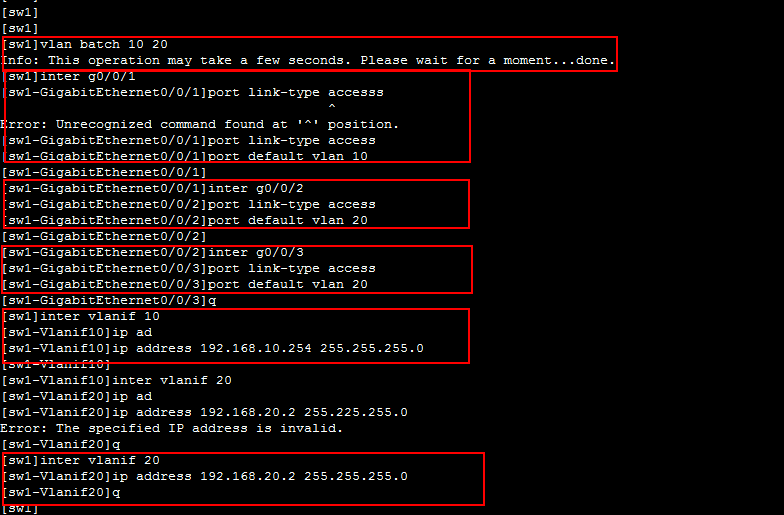 [sw1]
[sw1]
[sw1]vlan batch 10 20
Info: This operation may take a few seconds. Please wait for a moment...done.
[sw1]inter g0/0/1
[sw1-GigabitEthernet0/0/1]port link-type accesss
^
Error: Unrecognized command found at '^' position.
[sw1-GigabitEthernet0/0/1]port link-type access
[sw1-GigabitEthernet0/0/1]port default vlan 10
[sw1-GigabitEthernet0/0/1]
[sw1-GigabitEthernet0/0/1]inter g0/0/2
[sw1-GigabitEthernet0/0/2]port link-type access
[sw1-GigabitEthernet0/0/2]port default vlan 20
[sw1-GigabitEthernet0/0/2]
[sw1-GigabitEthernet0/0/2]inter g0/0/3
[sw1-GigabitEthernet0/0/3]port link-type access
[sw1-GigabitEthernet0/0/3]port default vlan 20
[sw1-GigabitEthernet0/0/3]q
[sw1]inter vlanif 10
[sw1-Vlanif10]ip ad
[sw1-Vlanif10]ip address 192.168.10.254 255.255.255.0
[sw1-Vlanif10]
[sw1-Vlanif10]inter vlanif 20
[sw1-Vlanif20]ip ad
[sw1-Vlanif20]ip address 192.168.20.2 255.225.255.0
Error: The specified IP address is invalid.
[sw1-Vlanif20]q
[sw1]inter vlanif 20
[sw1-Vlanif20]ip address 192.168.20.2 255.255.255.0
[sw1-Vlanif20]q
[sw1]